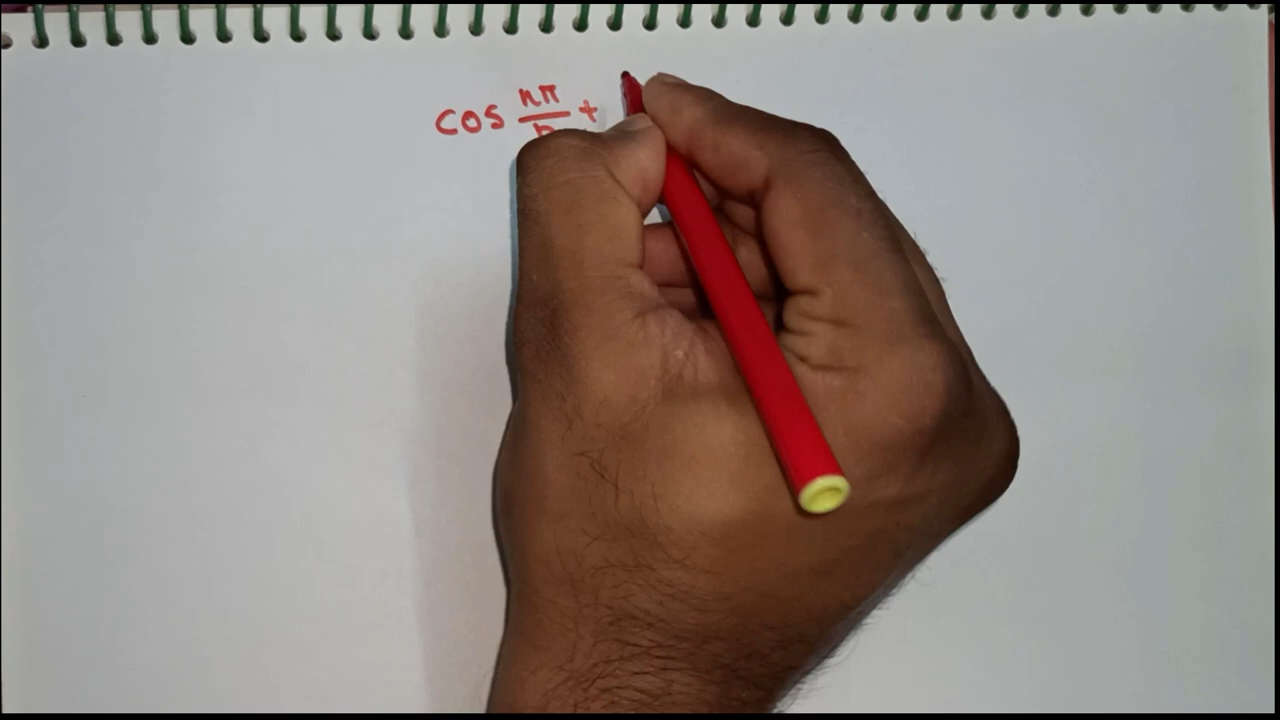 cos nπ/n +